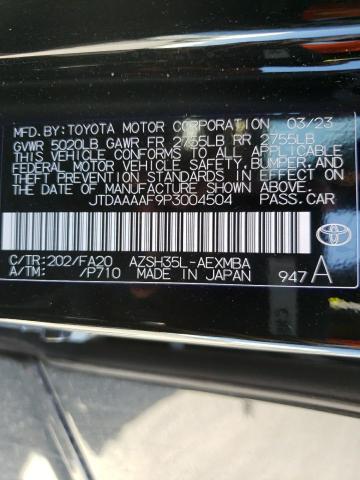 MFD.BY:TOYOTA MOTOR CORPORATION 03/23
GVWR 5020LB GAWR FR 2755LB RR 2755LB
THIS VEHICLE CONFORMS TO ALL APPLICABLE
FEDERAL MOTOR VEHICLE SAFETY,BUMPER,AND
THEFT PREVENTION STANDARDS IN EFFECT ON
THE DATE OF MANUFACTURE SHOWN ABOVE.
JTDAAAAF9P3004504 PASS.CAR
C/TR:202/FA20 AZSH35L-AEXMBA
A/TM: /P710 MADE IN JAPAN 947A
TOYOTA